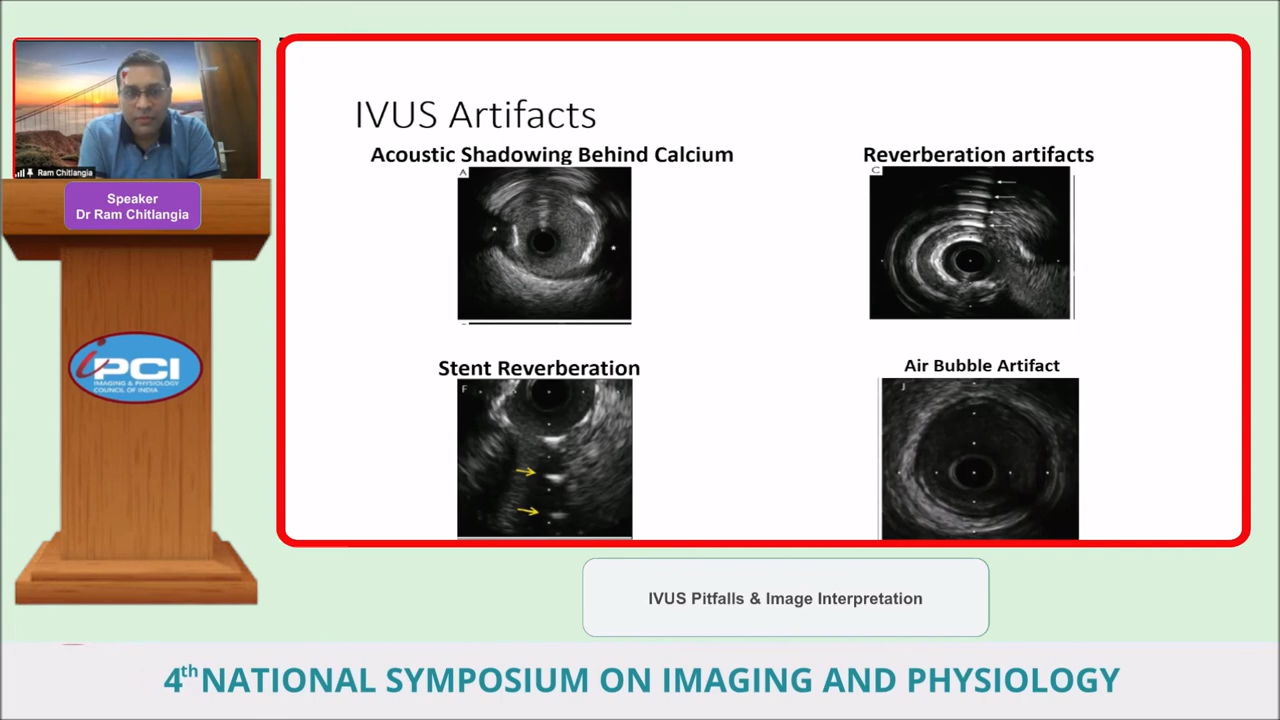 Ram Chitlangia
Speaker
Dr Ram Chitlangia
iPCI
IMAGING & PHYSIOLOGY
COUNCIL OF INDIA
IVUS Artifacts
Acoustic Shadowing Behind Calcium
Reverberation artifacts
A
C
Stent Reverberation
Air Bubble Artifact
F
J
IVUS Pitfalls & Image Interpretation
4th NATIONAL SYMPOSIUM ON IMAGING AND PHYSIOLOGY